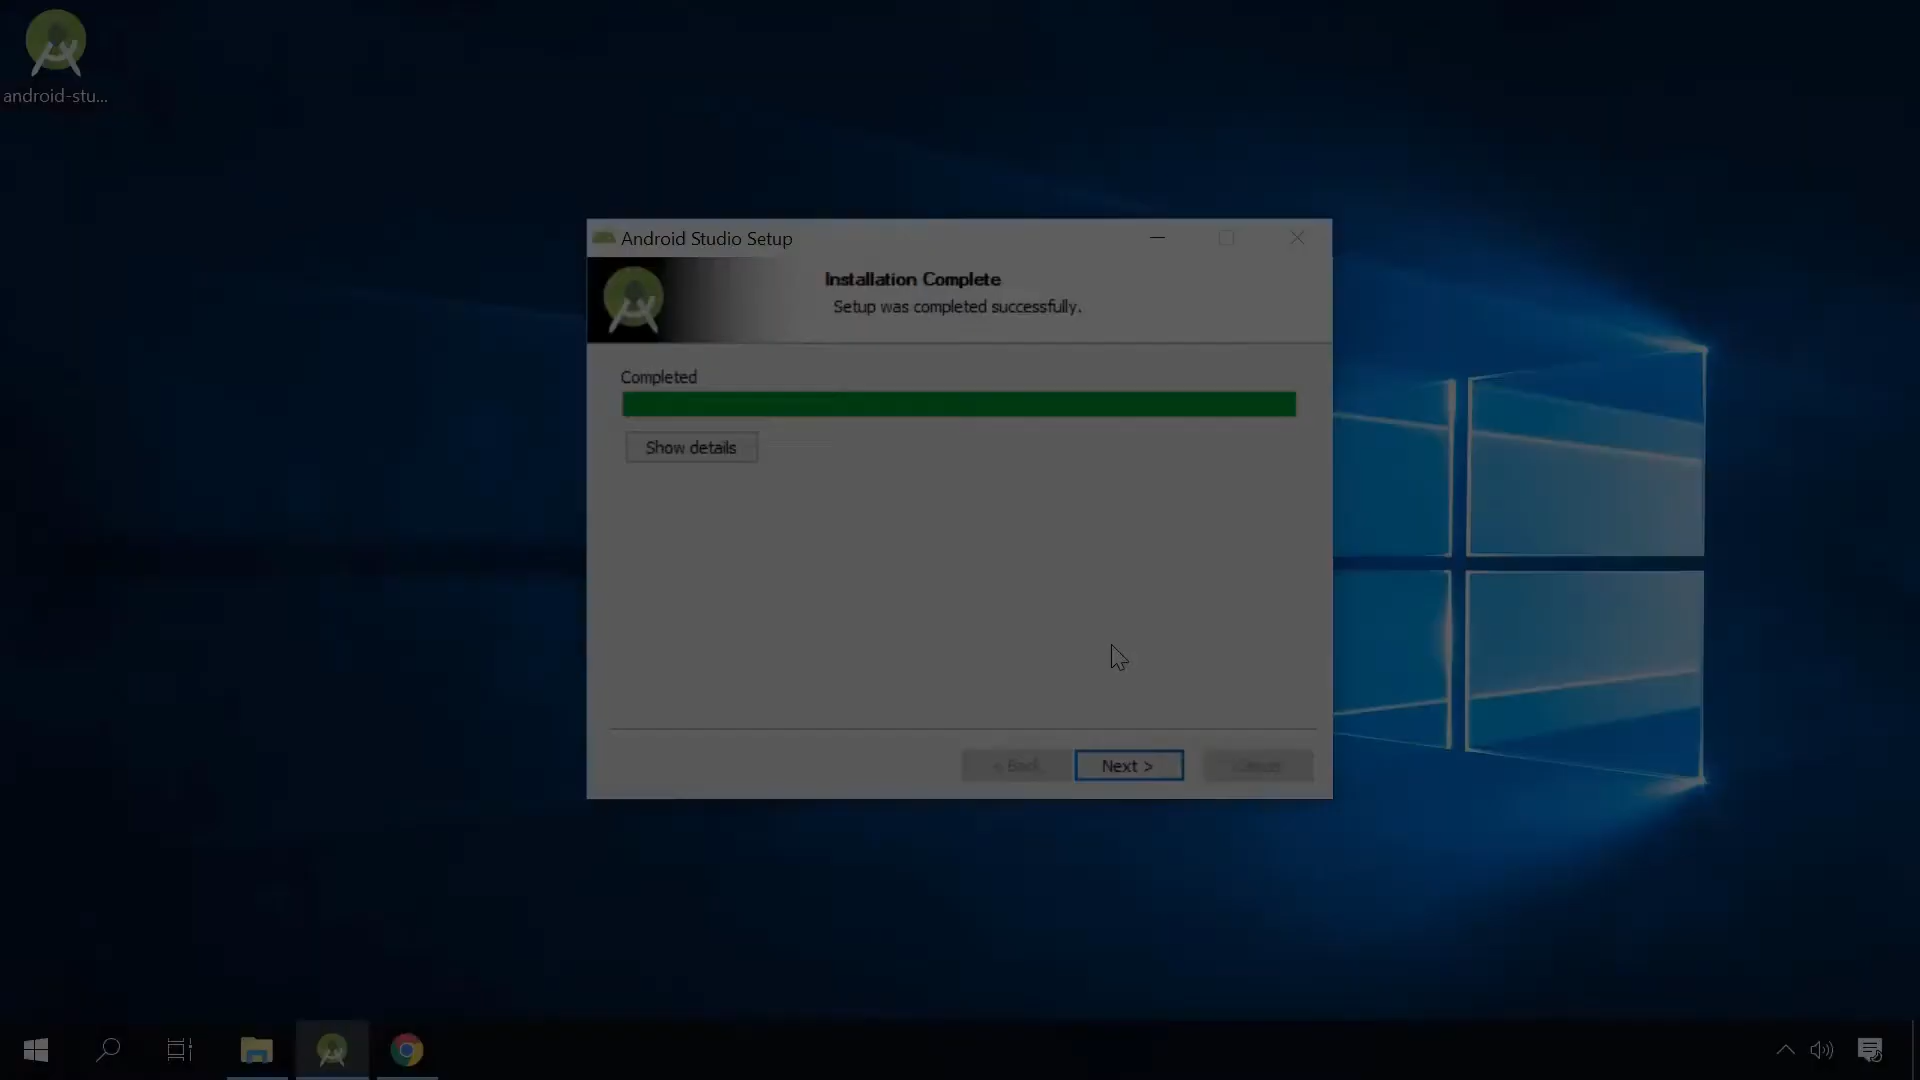 android-stu...
Android Studio Setup
Installation Complete
Setup was completed successfully.
Completed
Show details
< Back
Next >
Cancel